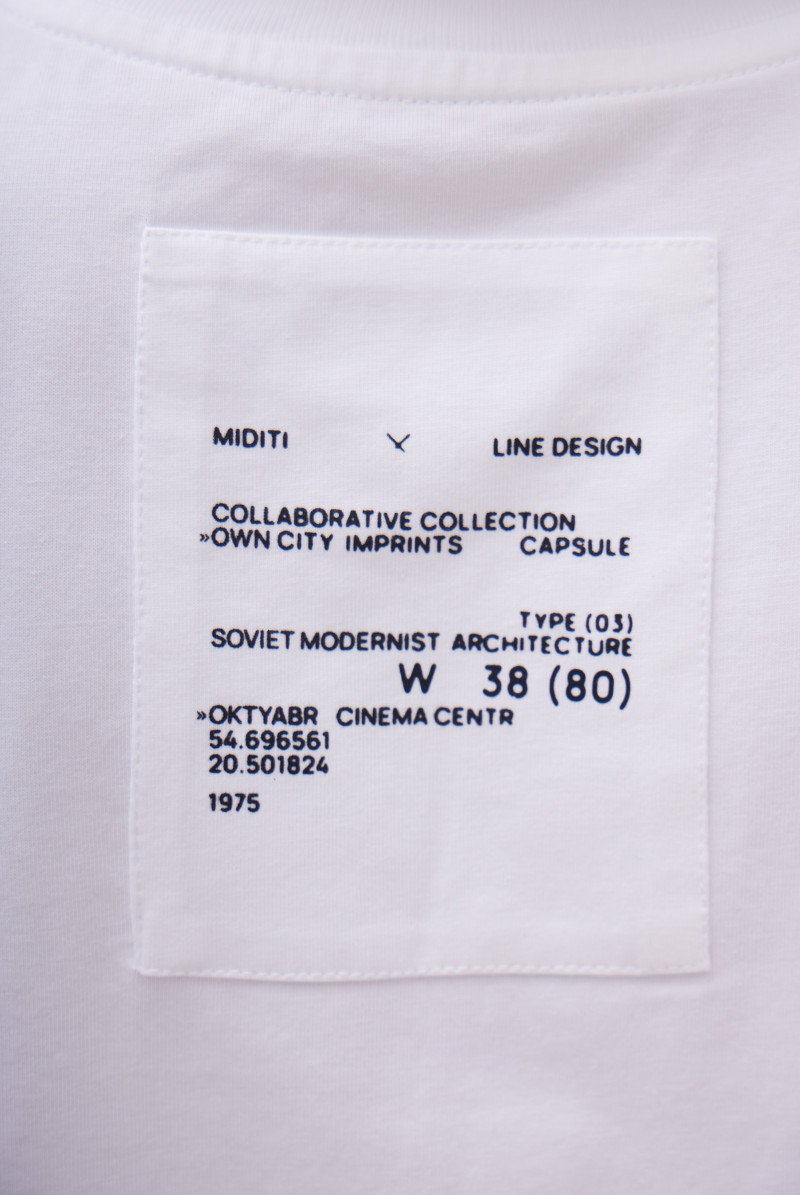 MIDITI LINE DESIGN
COLLABORATIVE COLLECTION
»OWN CITY IMPRINTS CAPSULE
TYPE (03)
SOVIET MODERNIST ARCHITECTURE
W 38 (80)
»OKTYABR CINEMA CENTR
54.696561
20.501824
1975